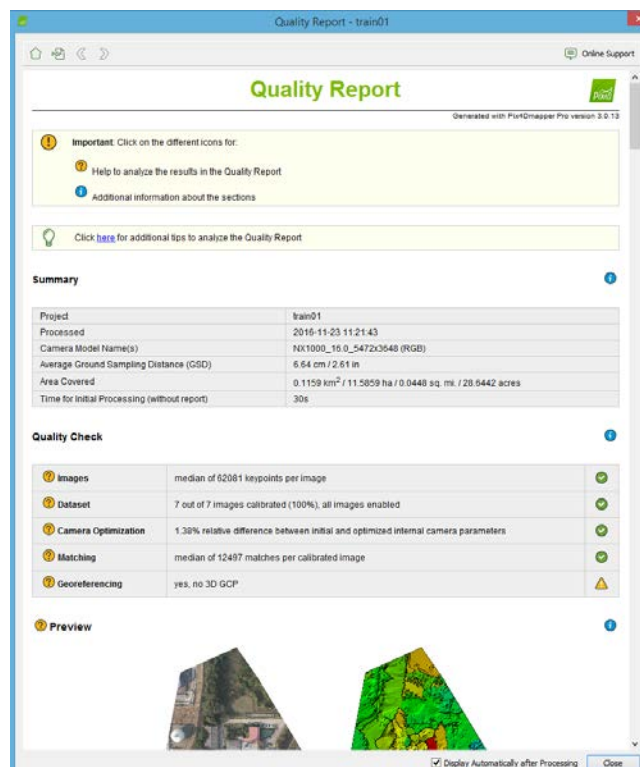 Quality Report - train01
Online Support
Quality Report
Generated with Pix4Dmapper Pro version 3.0.13
Important: Click on the different icons for:
Help to analyze the results in the Quality Report
Additional information about the sections
Click here for additional tips to analyze the Quality Report
Summary
Project train01
Processed 2016-11-23 11:21:43
Camera Model Name(s) NX1000_16.0_5472x3648 (RGB)
Average Ground Sampling Distance (GSD) 6.64 cm / 2.61 in
Area Covered 0.1159 km² / 11.5859 ha / 0.0448 sq. mi. / 28.6442 acres
Time for Initial Processing (without report) 30s
Quality Check
Images median of 62081 keypoints per image
Dataset 7 out of 7 images calibrated (100%), all images enabled
Camera Optimization 1.38% relative difference between initial and optimized internal camera parameters
Matching median of 12497 matches per calibrated image
Georeferencing yes, no 3D GCP
Preview
Display Automatically after Processing
Close